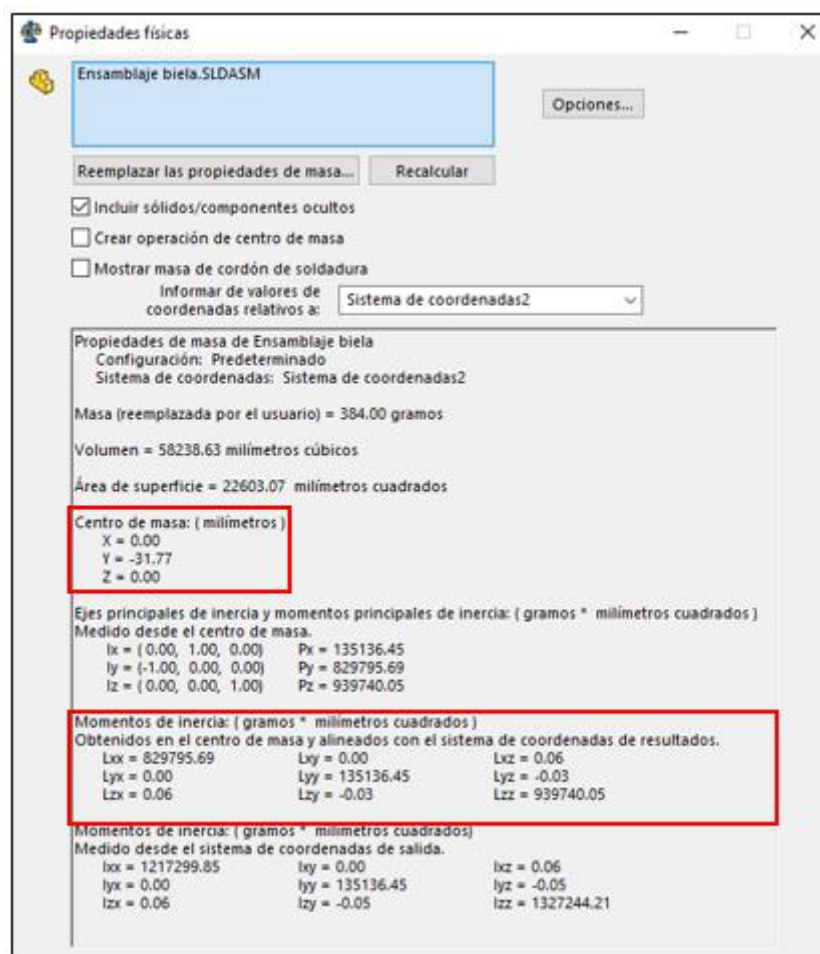 Propiedades físicas
Ensamblaje biela.SLDASM
Opciones...
Reemplazar las propiedades de masa...
Recalcular
Incluir sólidos/componentes ocultos
Crear operación de centro de masa
Mostrar masa de cordón de soldadura
Informar de valores de
coordenadas relativos a:
Sistema de coordenadas2
Propiedades de masa de Ensamblaje biela
Configuración: Predeterminado
Sistema de coordenadas: Sistema de coordenadas2
Masa (reemplazada por el usuario) = 384.00 gramos
Volumen = 58238.63 milímetros cúbicos
Área de superficie = 22603.07 milímetros cuadrados
Centro de masa: ( milímetros )
X = 0.00
Y = -31.77
Z = 0.00
Ejes principales de inercia y momentos principales de inercia: ( gramos * milímetros cuadrados )
Medido desde el centro de masa.
Ix = ( 0.00, 1.00, 0.00) Px = 135136.45
Iy = (-1.00, 0.00, 0.00) Py = 829795.69
Iz = ( 0.00, 0.00, 1.00) Pz = 939740.05
Momentos de inercia: ( gramos * milímetros cuadrados )
Obtenidos en el centro de masa y alineados con el sistema de coordenadas de resultados.
Lxx = 829795.69 Lxy = 0.00 Lxz = 0.06
Lyx = 0.00 Lyy = 135136.45 Lyz = -0.03
Lzx = 0.06 Lzy = -0.03 Lzz = 939740.05
Momentos de inercia: ( gramos * milímetros cuadrados)
Medido desde el sistema de coordenadas de salida.
Ixx = 1217299.85 Ixy = 0.00 Ixz = 0.06
Iyx = 0.00 Iyy = 135136.45 Iyz = -0.05
Izx = 0.06 Izy = -0.05 Izz = 1327244.21